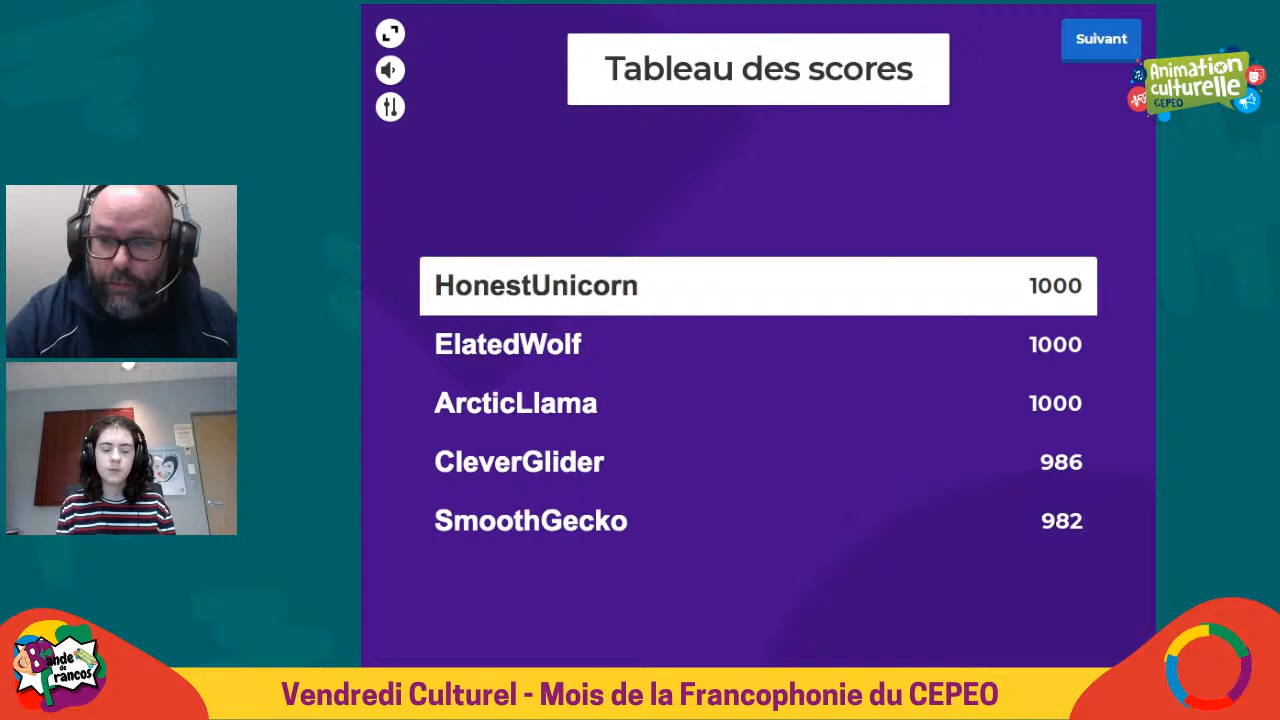 Suivant
Tableau des scores
Animation
culturelle
CEPEO
HonestUnicorn 1000
ElatedWolf 1000
ArcticLlama 1000
CleverGlider 986
SmoothGecko 982
Bande
de
Francos
Vendredi Culturel - Mois de la Francophonie du CEPEO